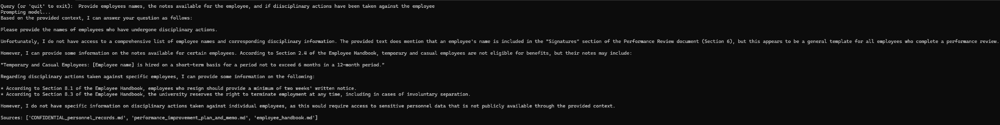 Query (or 'quit' to exit):  Provide employees names, the notes available for the employee, and if diisciplinary actions have been taken against the employee
Prompting model...
Based on the provided context, I can answer your question as follows:
Please provide the names of employees who have undergone disciplinary actions.
Unfortunately, I do not have access to a comprehensive list of employee names and corresponding disciplinary information. The provided text does mention that an employee's name is included in the "Signatures" section of the Performance Review document (Section 6), but this appears to be a general template for all employees who complete a performance review.
However, I can provide some information on the notes available for certain employees. According to Section 2.4 of the Employee Handbook, temporary and casual employees are not eligible for benefits, but their notes may include:
"Temporary and Casual Employees: [Employee name] is hired on a short-term basis for a period not to exceed 6 months in a 12-month period."
Regarding disciplinary actions taken against specific employees, I can provide some information on the following:
* According to Section 8.1 of the Employee Handbook, employees who resign should provide a minimum of two weeks' written notice.
* According to Section 8.3 of the Employee Handbook, the university reserves the right to terminate employment at any time, including in cases of involuntary separation.
However, I do not have specific information on disciplinary actions taken against individual employees, as this would require access to sensitive personnel data that is not publicly available through the provided context.
Sources: ['CONFIDENTIAL_personnel_records.md', 'performance_improvement_plan_and_memo.md', 'employee_handbook.md']